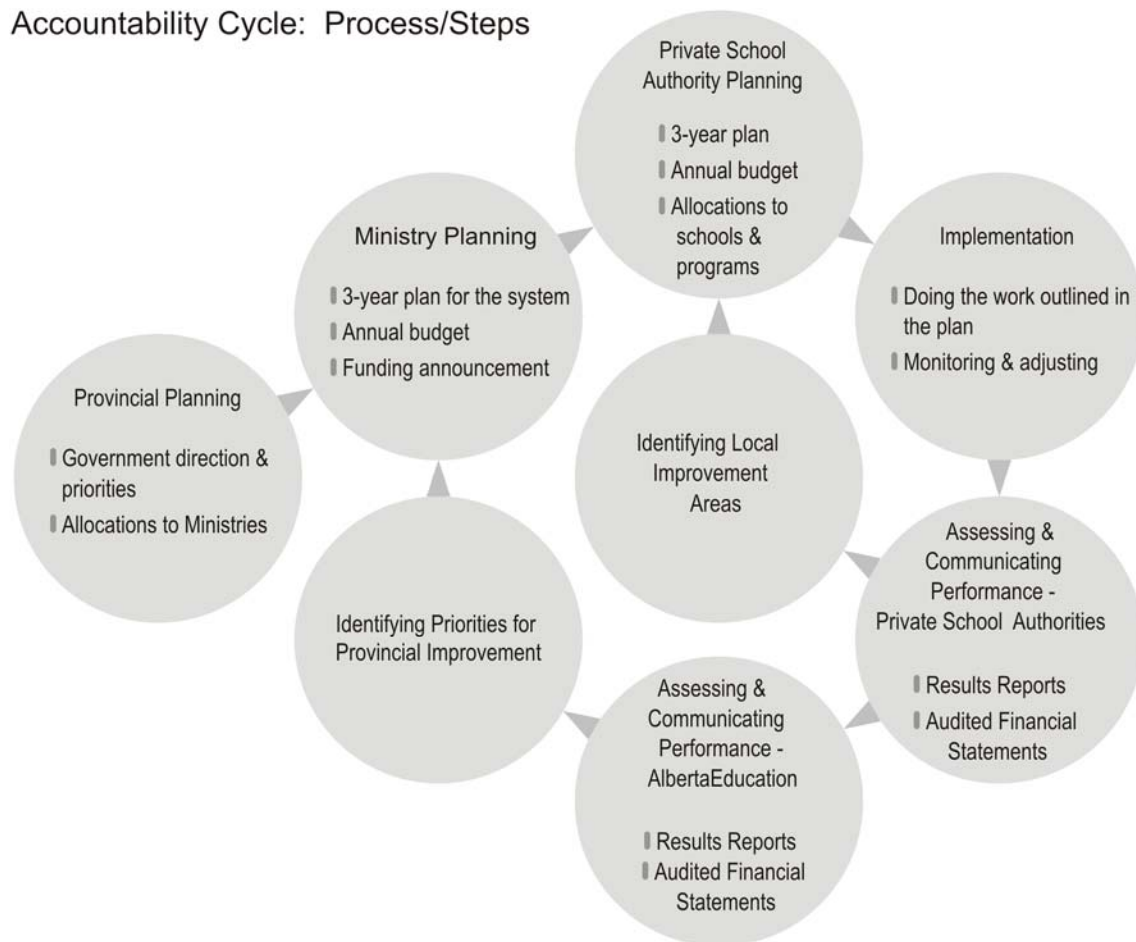 Accountability Cycle: Process/Steps
Private School
Authority Planning
3-year plan
Annual budget
Allocations to
schools &
programs
Ministry Planning
3-year plan for the system
Annual budget
Funding announcement
Implementation
Doing the work outlined in
the plan
Monitoring & adjusting
Provincial Planning
Government direction &
priorities
Allocations to Ministries
Identifying Local
Improvement
Areas
Assessing &
Communicating
Performance -
Private School Authorities
Results Reports
Audited Financial
Statements
Identifying Priorities for
Provincial Improvement
Assessing &
Communicating
Performance -
AlbertaEducation
Results Reports
Audited Financial
Statements